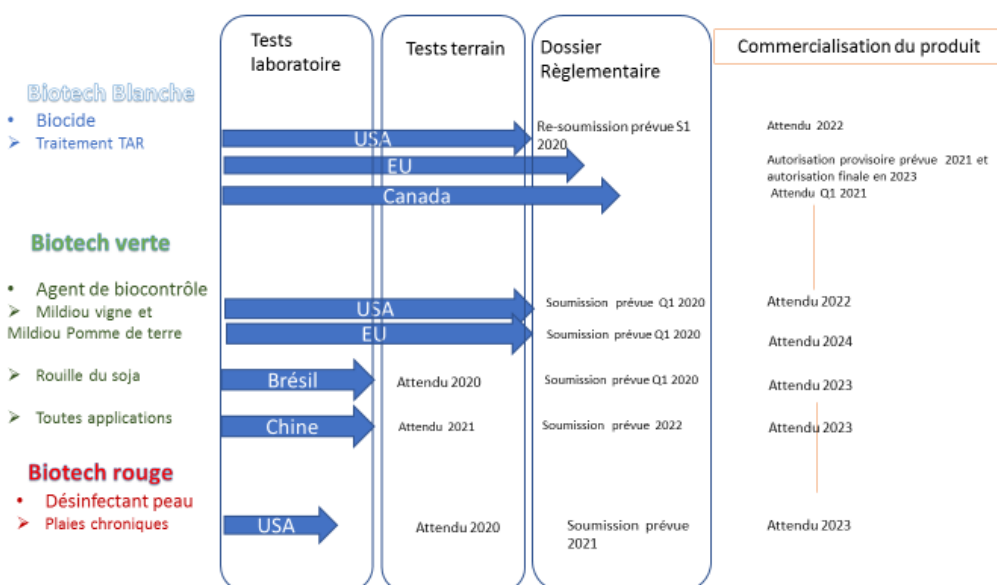 Tests laboratoire
Tests terrain
Dossier Règlementaire
Commercialisation du produit
Biotech Blanche
• Biocide
➢ Traitement TAR
USA
Re-soumission prévue S1 2020
Attendu 2022
EU
Autorisation provisoire prévue 2021 et autorisation finale en 2023
Canada
Attendu Q1 2021
Biotech verte
• Agent de biocontrôle
➢ Mildiou vigne et
Mildiou Pomme de terre
USA
Soumission prévue Q1 2020
Attendu 2022
EU
Soumission prévue Q1 2020
Attendu 2024
➢ Rouille du soja
Brésil
Attendu 2020
Soumission prévue Q1 2020
Attendu 2023
➢ Toutes applications
Chine
Attendu 2021
Soumission prévue 2022
Attendu 2023
Biotech rouge
• Désinfectant peau
➢ Plaies chroniques
USA
Attendu 2020
Soumission prévue 2021
Attendu 2023